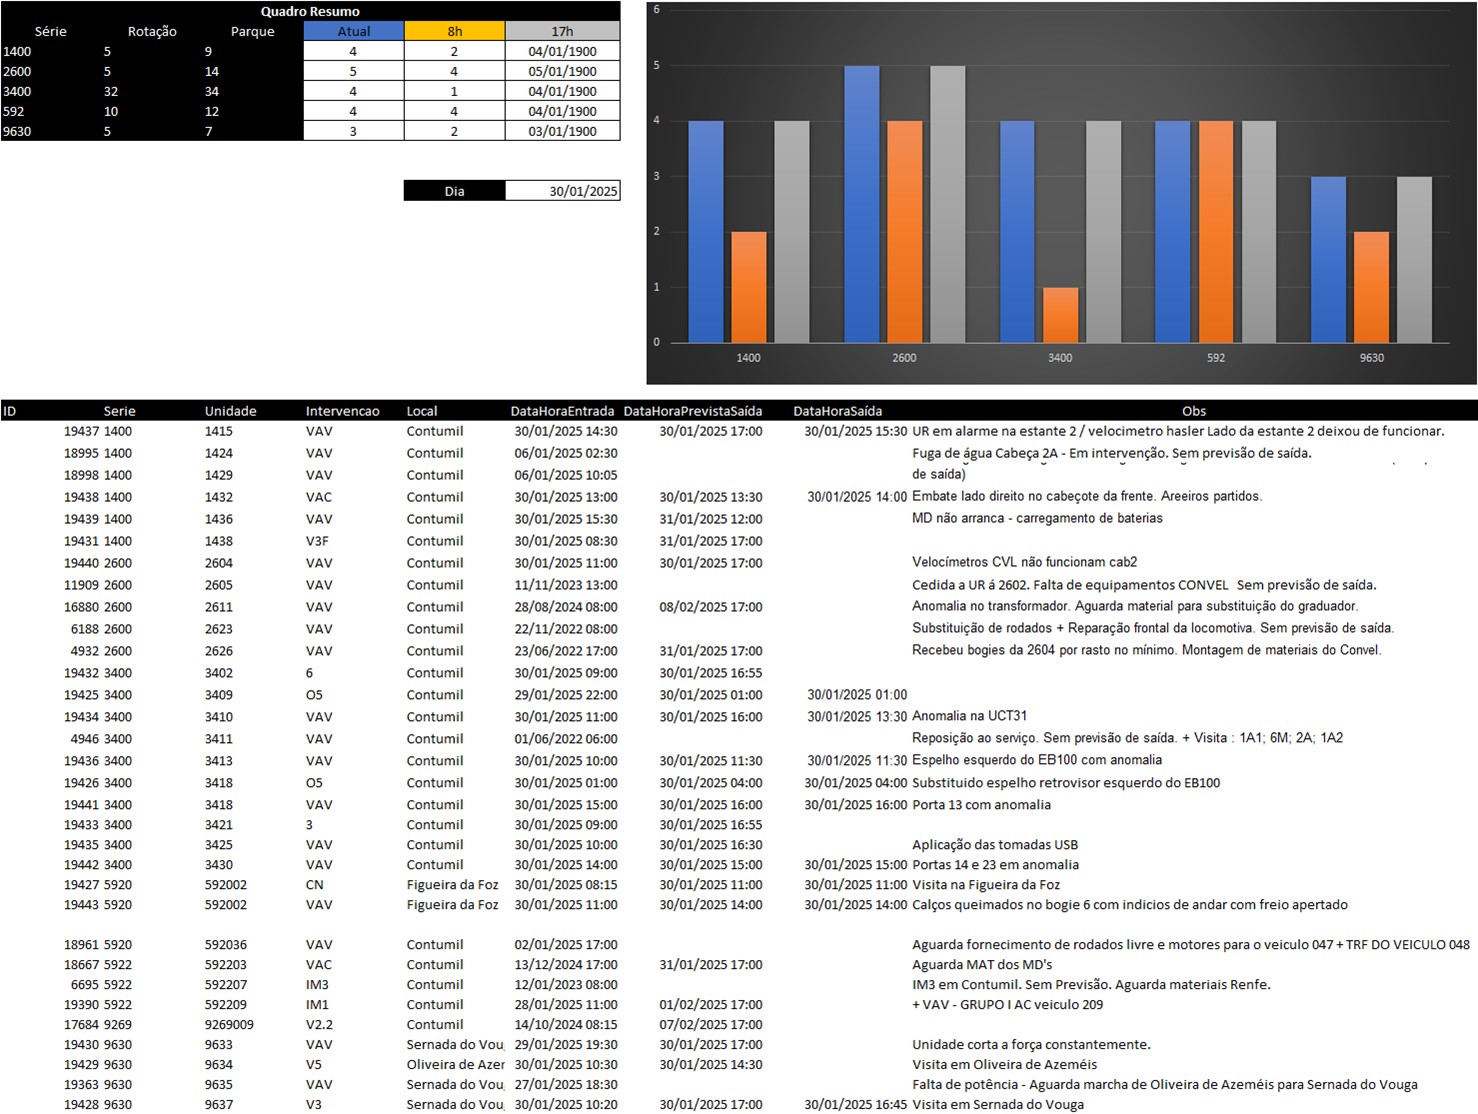 Quadro Resumo
Série Rotação Parque Atual 8h 17h
1400 5 9 4 2 04/01/1900
2600 5 14 5 4 05/01/1900
3400 32 34 4 1 04/01/1900
592 10 12 4 4 04/01/1900
9630 5 7 3 2 03/01/1900
Dia 30/01/2025
6
5
4
3
2
1
0
1400 2600 3400 592 9630
ID Serie Unidade Intervencao Local DataHoraEntrada DataHoraPrevistaSaída DataHoraSaída Obs
19437 1400 1415 VAV Contumil 30/01/2025 14:30 30/01/2025 17:00 30/01/2025 15:30 UR em alarme na estante 2 / velocimetro hasler Lado da estante 2 deixou de funcionar.
18995 1400 1424 VAV Contumil 06/01/2025 02:30 Fuga de água Cabeça 2A - Em intervenção. Sem previsão de saída.
18998 1400 1429 VAV Contumil 06/01/2025 10:05 de saída)
19438 1400 1432 VAC Contumil 30/01/2025 13:00 30/01/2025 13:30 30/01/2025 14:00 Embate lado direito no cabeçote da frente. Areeiros partidos.
19439 1400 1436 VAV Contumil 30/01/2025 15:30 31/01/2025 12:00 MD não arranca - carregamento de baterias
19431 1400 1438 V3F Contumil 30/01/2025 08:30 31/01/2025 17:00
19440 2600 2604 VAV Contumil 30/01/2025 11:00 30/01/2025 17:00 Velocímetros CVL não funcionam cab2
11909 2600 2605 VAV Contumil 11/11/2023 13:00 Cedida a UR á 2602. Falta de equipamentos CONVEL  Sem previsão de saída.
16880 2600 2611 VAV Contumil 28/08/2024 08:00 08/02/2025 17:00 Anomalia no transformador. Aguarda material para substituição do graduador.
6188 2600 2623 VAV Contumil 22/11/2022 08:00 Substituição de rodados + Reparação frontal da locomotiva. Sem previsão de saída.
4932 2600 2626 VAV Contumil 23/06/2022 17:00 31/01/2025 17:00 Recebeu bogies da 2604 por rasto no mínimo. Montagem de materiais do Convel.
19432 3400 3402 6 Contumil 30/01/2025 09:00 30/01/2025 16:55
19425 3400 3409 O5 Contumil 29/01/2025 22:00 30/01/2025 01:00 30/01/2025 01:00
19434 3400 3410 VAV Contumil 30/01/2025 11:00 30/01/2025 16:00 30/01/2025 13:30 Anomalia na UCT31
4946 3400 3411 VAV Contumil 01/06/2022 06:00 Reposição ao serviço. Sem previsão de saída. + Visita : 1A1; 6M; 2A; 1A2
19436 3400 3413 VAV Contumil 30/01/2025 10:00 30/01/2025 11:30 30/01/2025 11:30 Espelho esquerdo do EB100 com anomalia
19426 3400 3418 O5 Contumil 30/01/2025 01:00 30/01/2025 04:00 30/01/2025 04:00 Substituido espelho retrovisor esquerdo do EB100
19441 3400 3418 VAV Contumil 30/01/2025 15:00 30/01/2025 16:00 30/01/2025 16:00 Porta 13 com anomalia
19433 3400 3421 3 Contumil 30/01/2025 09:00 30/01/2025 16:55
19435 3400 3425 VAV Contumil 30/01/2025 10:00 30/01/2025 16:30 Aplicação das tomadas USB
19442 3400 3430 VAV Contumil 30/01/2025 14:00 30/01/2025 15:00 30/01/2025 15:00 Portas 14 e 23 em anomalia
19427 5920 592002 CN Figueira da Foz 30/01/2025 08:15 30/01/2025 11:00 30/01/2025 11:00 Visita na Figueira da Foz
19443 5920 592002 VAV Figueira da Foz 30/01/2025 11:00 30/01/2025 14:00 30/01/2025 14:00 Calços queimados no bogie 6 com indicios de andar com freio apertado
18961 5920 592036 VAV Contumil 02/01/2025 17:00 Aguarda fornecimento de rodados livre e motores para o veiculo 047 + TRF DO VEICULO 048
18667 5922 592203 VAC Contumil 13/12/2024 17:00 31/01/2025 17:00 Aguarda MAT dos MD's
6695 5922 592207 IM3 Contumil 12/01/2023 08:00 IM3 em Contumil. Sem Previsão. Aguarda materiais Renfe.
19390 5922 592209 IM1 Contumil 28/01/2025 11:00 01/02/2025 17:00 + VAV - GRUPO I AC veiculo 209
17684 9269 9269009 V2.2 Contumil 14/10/2024 08:15 07/02/2025 17:00
19430 9630 9633 VAV Sernada do Vou 29/01/2025 19:30 30/01/2025 17:00 Unidade corta a força constantemente.
19429 9630 9634 V5 Oliveira de Azer 30/01/2025 10:30 30/01/2025 14:30 Visita em Oliveira de Azeméis
19363 9630 9635 VAV Sernada do Vou 27/01/2025 18:30 Falta de potência - Aguarda marcha de Oliveira de Azeméis para Sernada do Vouga
19428 9630 9637 V3 Sernada do Vou 30/01/2025 10:20 30/01/2025 17:00 30/01/2025 16:45 Visita em Sernada do Vouga